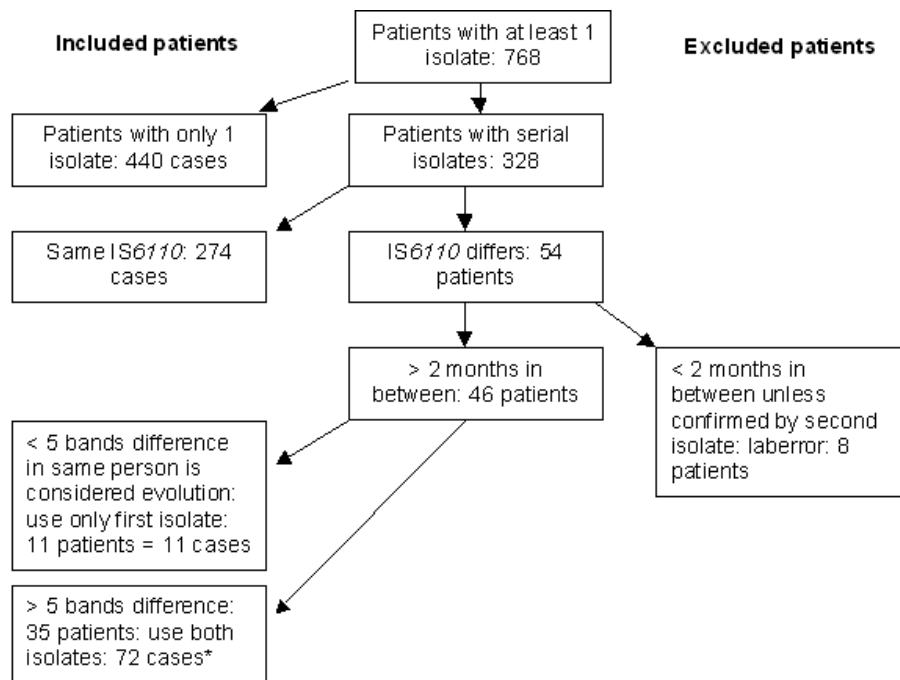 Included patients
Patients with at least 1
isolate: 768
Excluded patients
Patients with only 1
isolate: 440 cases
Patients with serial
isolates: 328
Same IS6110: 274
cases
IS6110 differs: 54
patients
> 2 months in
between: 46 patients
< 2 months in
between unless
confirmed by second
isolate: laberror: 8
patients
< 5 bands difference
in same person is
considered evolution:
use only first isolate:
11 patients = 11 cases
> 5 bands difference:
35 patients: use both
isolates: 72 cases*